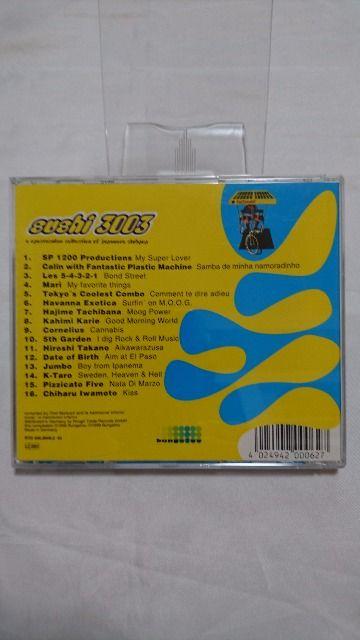 sushi 3003
a spectacular collection of japanese clubpop
1. SP 1200 Productions My Super Lover
2. Calin with Fantastic Plastic Machine Samba de minha namoradinho
3. Les 5-4-3-2-1 Bond Street
4. Mari My favorite things
5. Tokyo's Coolest Combo Comment te dire adieu
6. Havanna Exotica Surfin' on M.O.O.G.
7. Hajime Tachibana Moog Power
8. Kahimi Karie Good Morning World
9. Cornelius Cannabis
10. 5th Garden I dig Rock & Roll Music
11. Hiroshi Takano Aikawarazusa
12. Date of Birth Aim at El Paso
13. Jumbo Boy from Ipanema
14. K-Taro Sweden, Heaven & Hell
15. Pizzicato Five Nata Di Marzo
16. Chiharu Iwamoto Kiss
Made in Germany
bungalow
4 024942 000627